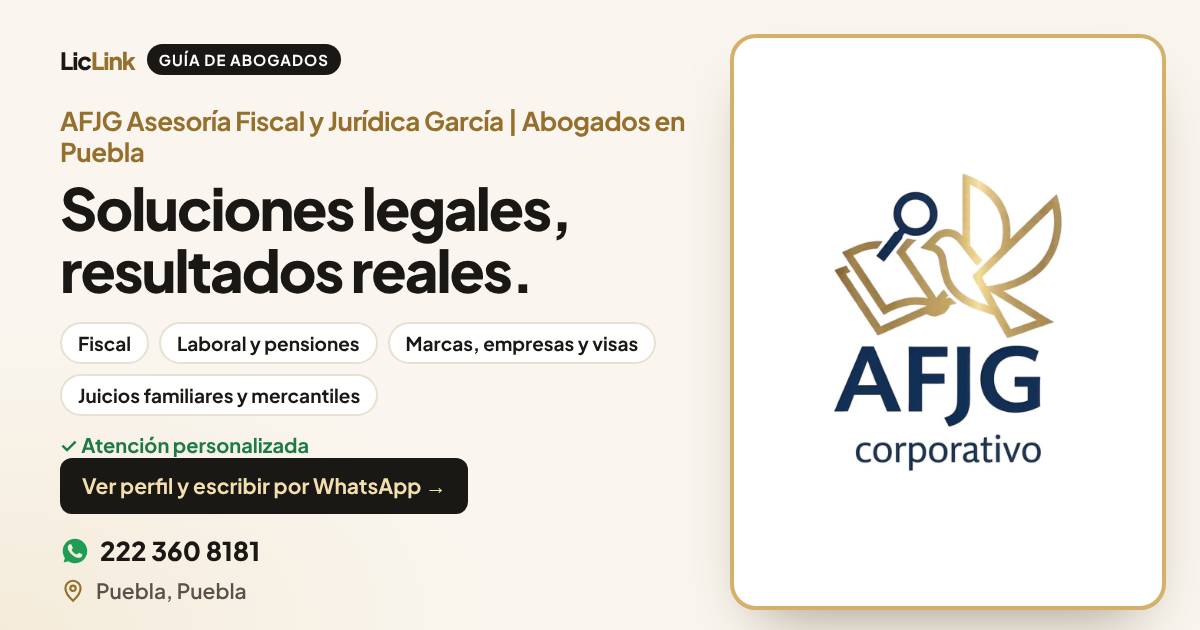 LicLink GUÍA DE ABOGADOS
AFJG Asesoría Fiscal y Jurídica García | Abogados en
Puebla
Soluciones legales,
resultados reales.
Fiscal Laboral y pensiones Marcas, empresas y visas
Juicios familiares y mercantiles
✓ Atención personalizada
Ver perfil y escribir por WhatsApp →
222 360 8181
Puebla, Puebla
AFJG
corporativo